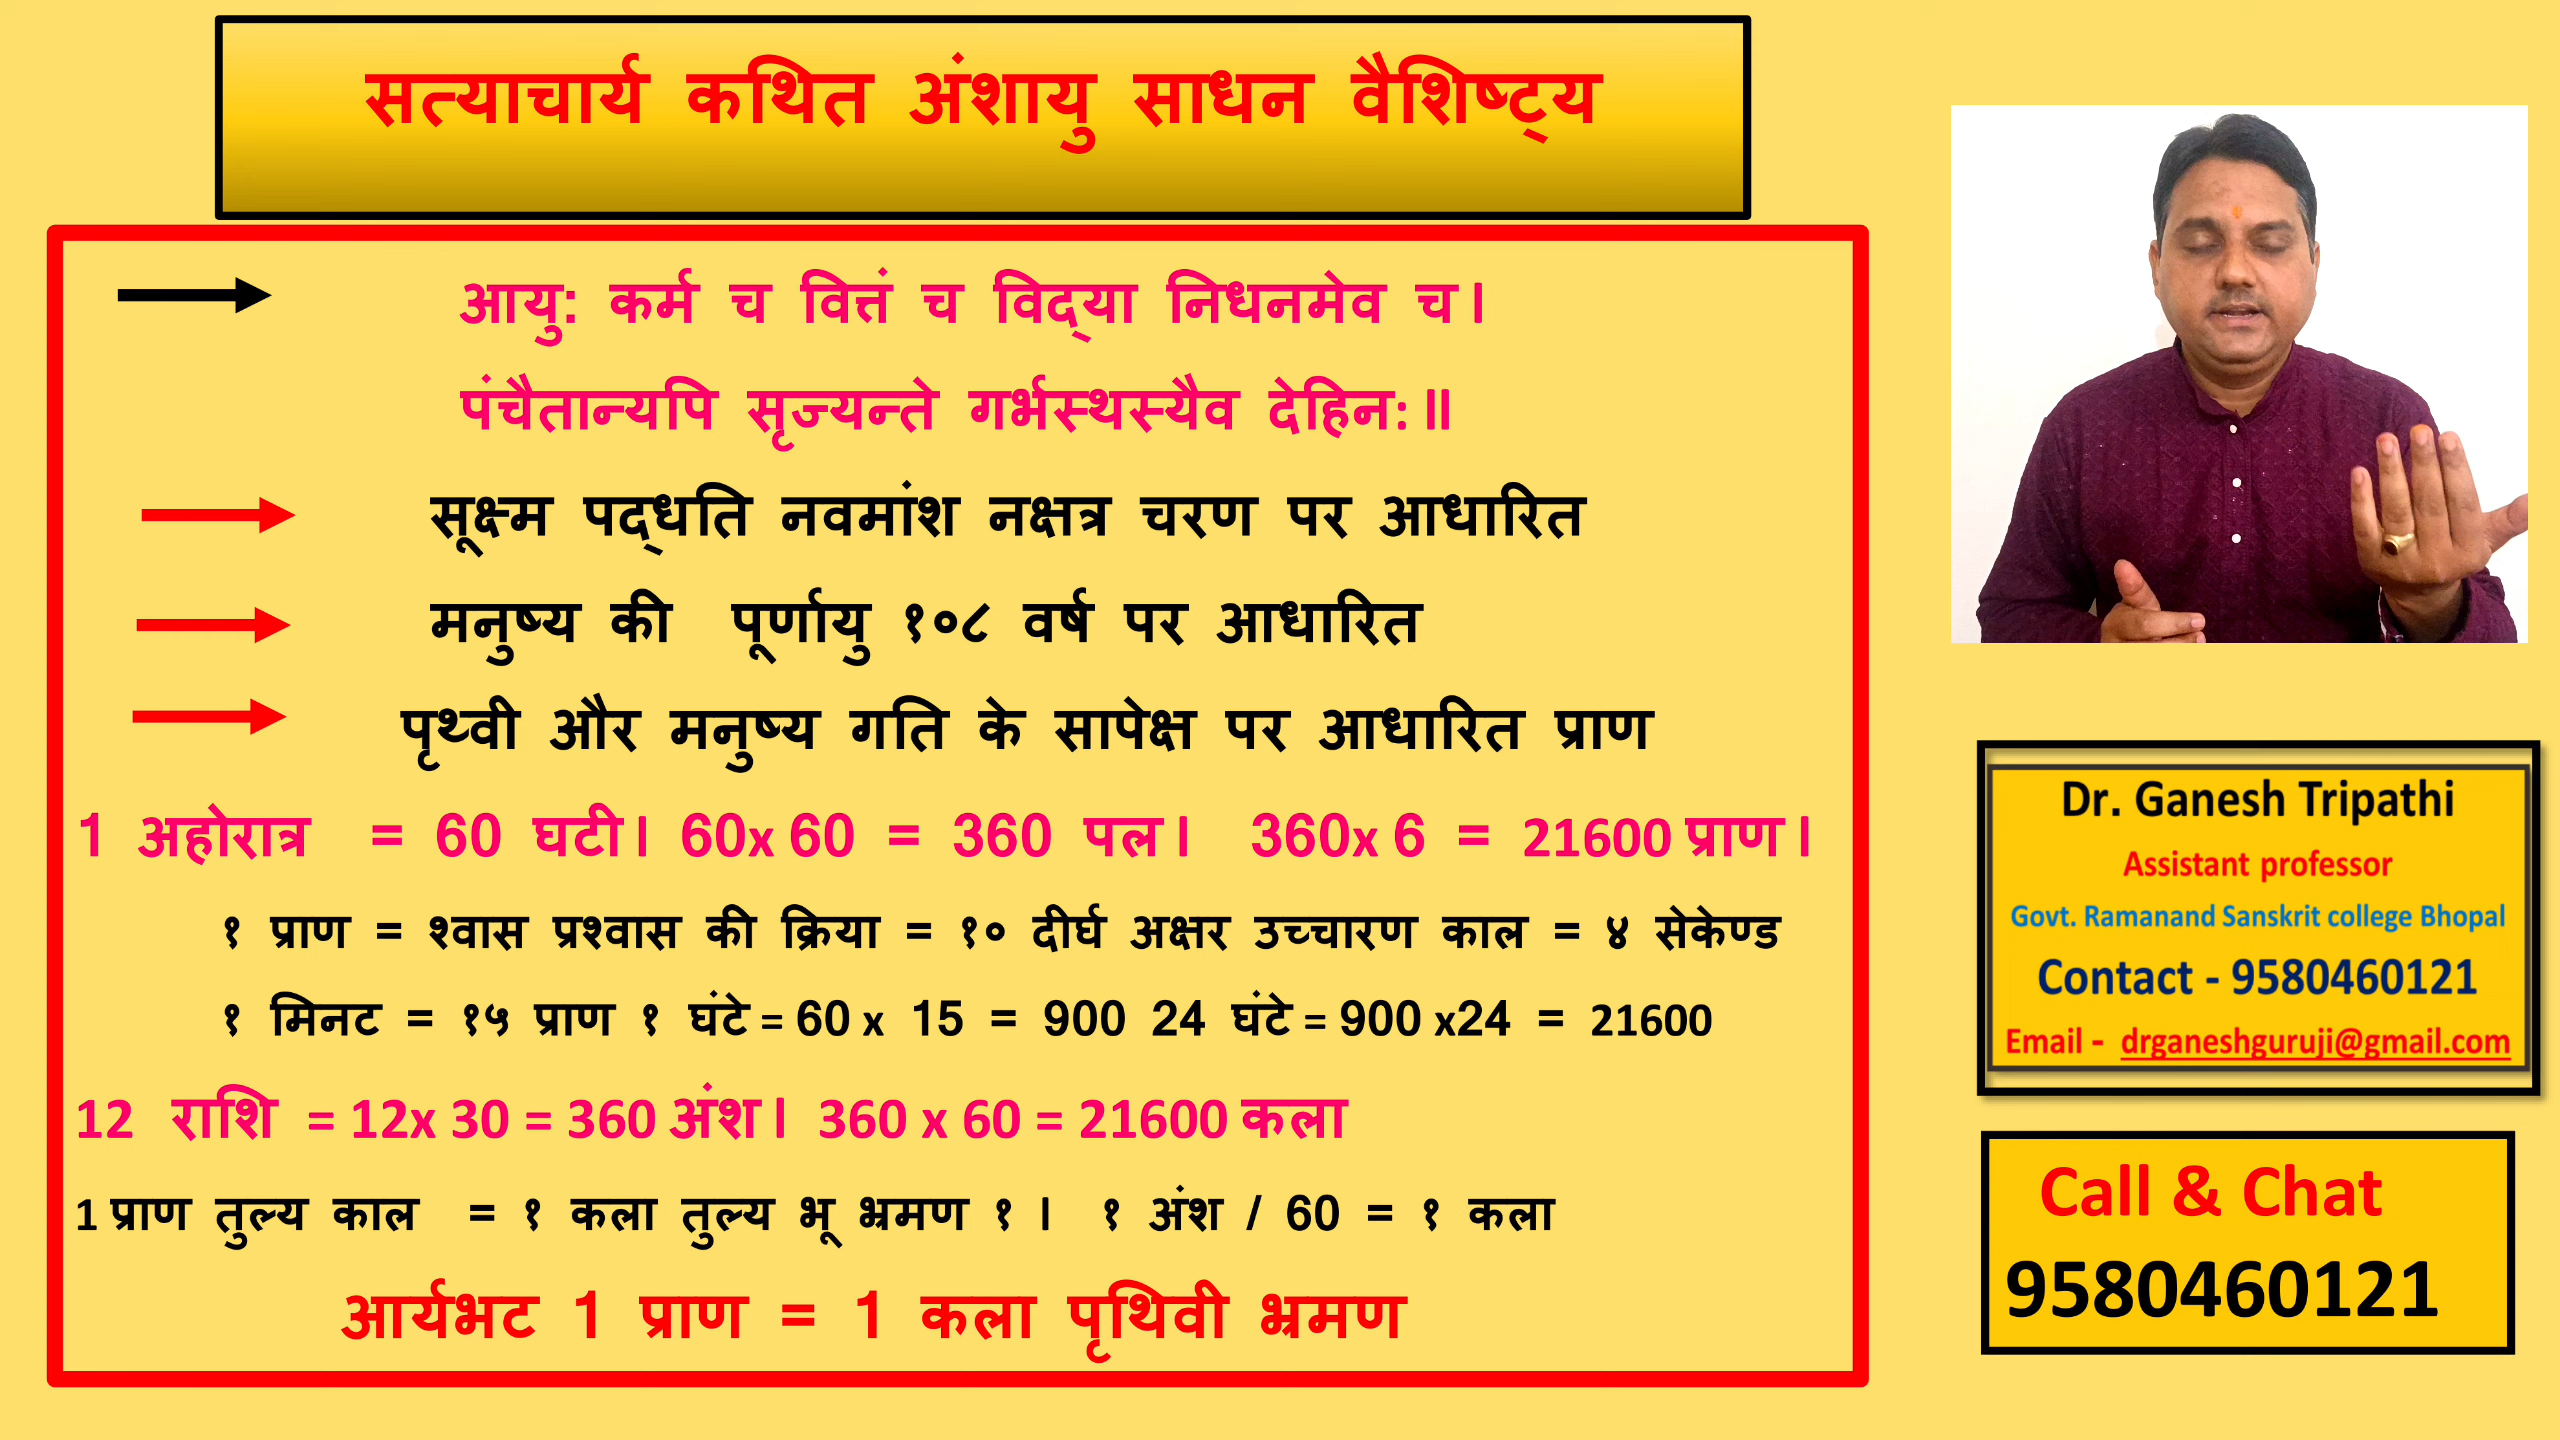 सत्याचार्य कथित अंशायु साधन वैशिष्ट्य
आयु: कर्म च वित्तं च विद्या निधनमेव च।
पंचैतान्यपि सृज्यन्ते गर्भस्थस्यैव देहिन:॥
सूक्ष्म पद्धति नवमांश नक्षत्र चरण पर आधारित
मनुष्य की पूर्णायु १०८ वर्ष पर आधारित
पृथ्वी और मनुष्य गति के सापेक्ष पर आधारित प्राण
1 अहोरात्र = 60 घटी। 60x 60 = 360 पल। 360x 6 = 21600 प्राण।
१ प्राण = श्वास प्रश्वास की क्रिया = १० दीर्घ अक्षर उच्चारण काल = ४ सेकेण्ड
१ मिनट = १५ प्राण १ घंटे = 60 x 15 = 900 24 घंटे = 900 x24 = 21600
12 राशि = 12x 30 = 360 अंश। 360 x 60 = 21600 कला
1 प्राण तुल्य काल = १ कला तुल्य भू भ्रमण १ । १ अंश / 60 = १ कला
आर्यभट 1 प्राण = 1 कला पृथिवी भ्रमण
Dr. Ganesh Tripathi
Assistant professor
Govt. Ramanand Sanskrit college Bhopal
Contact - 9580460121
Email - drganeshguruji@gmail.com
Call & Chat
9580460121